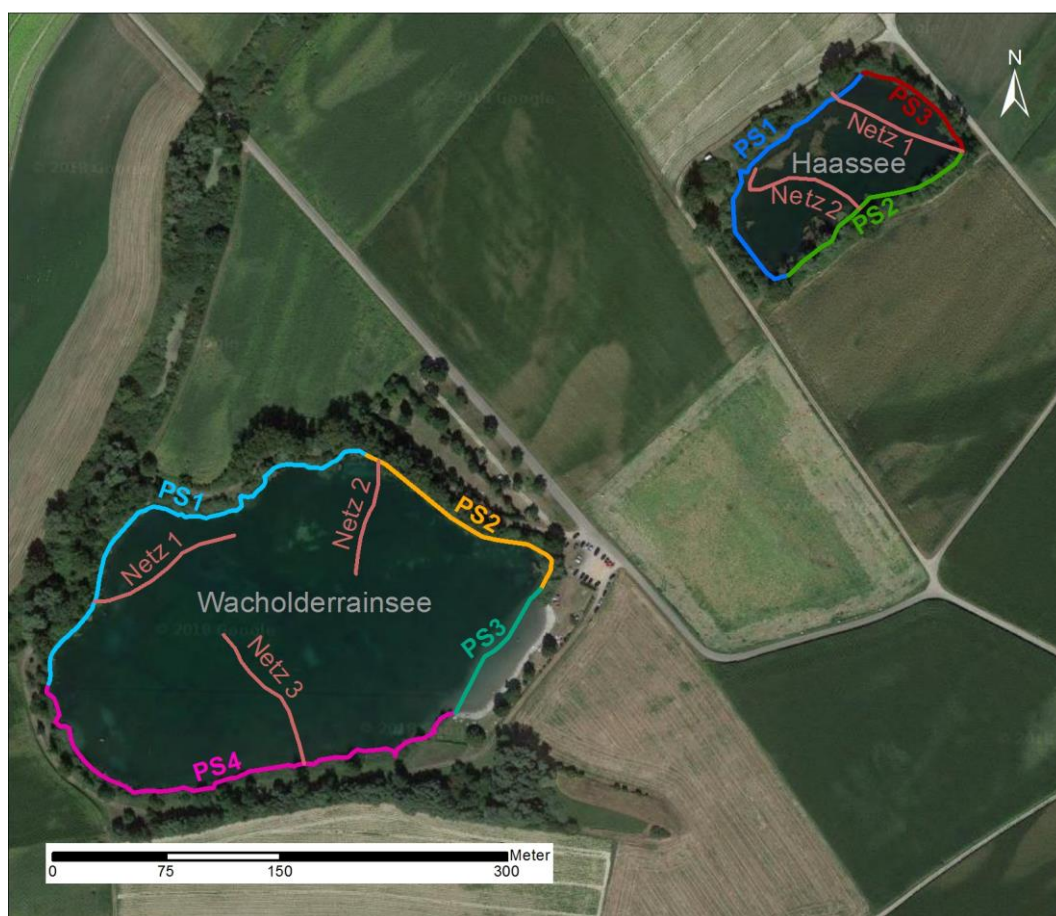 N
PS3
PS1
Netz 1
Haassee
Netz 2
PS2
PS1
Netz 2
PS2
Netz 1
Wacholderrainsee
PS3
Netz 3
PS4
Meter
0 75 150 300